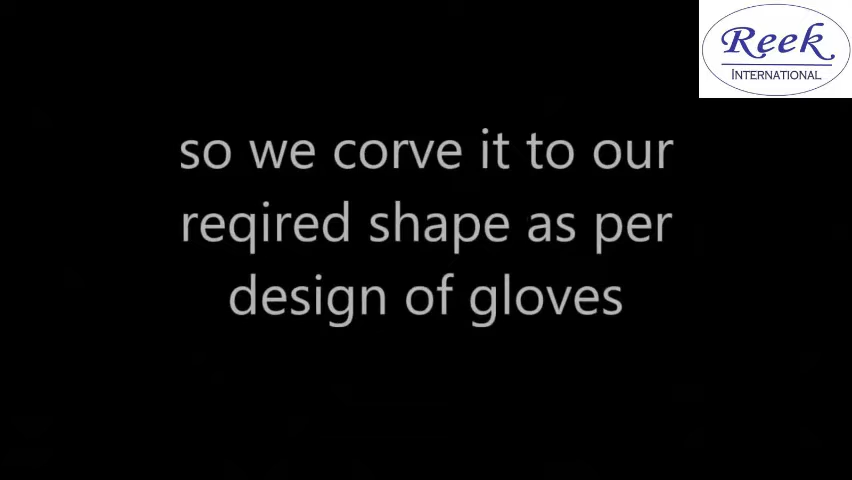 Reek
INTERNATIONAL
so we corve it to our
reqired shape as per
design of gloves